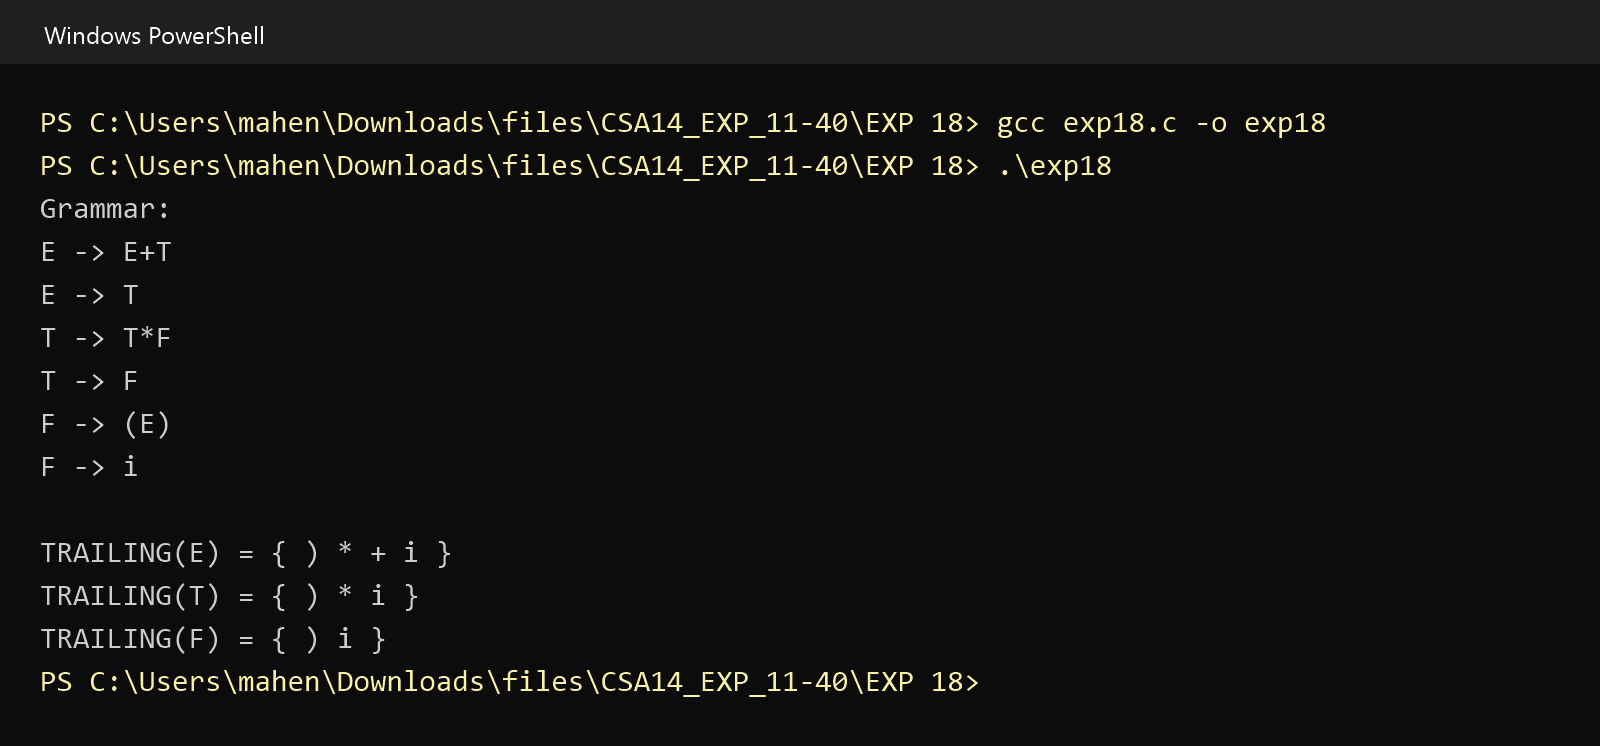 Windows PowerShell
PS C:\Users\mahen\Downloads\files\CSA14_EXP_11-40\EXP 18> gcc exp18.c -o exp18
PS C:\Users\mahen\Downloads\files\CSA14_EXP_11-40\EXP 18> .\exp18
Grammar:
E -> E+T
E -> T
T -> T*F
T -> F
F -> (E)
F -> i
TRAILING(E) = { ) * + i }
TRAILING(T) = { ) * i }
TRAILING(F) = { ) i }
PS C:\Users\mahen\Downloads\files\CSA14_EXP_11-40\EXP 18>